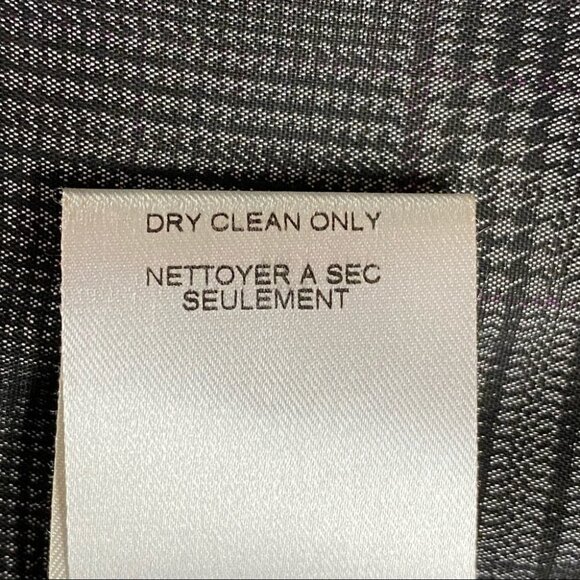 DRY CLEAN ONLY
NETTOYER A SEC
SEULEMENT